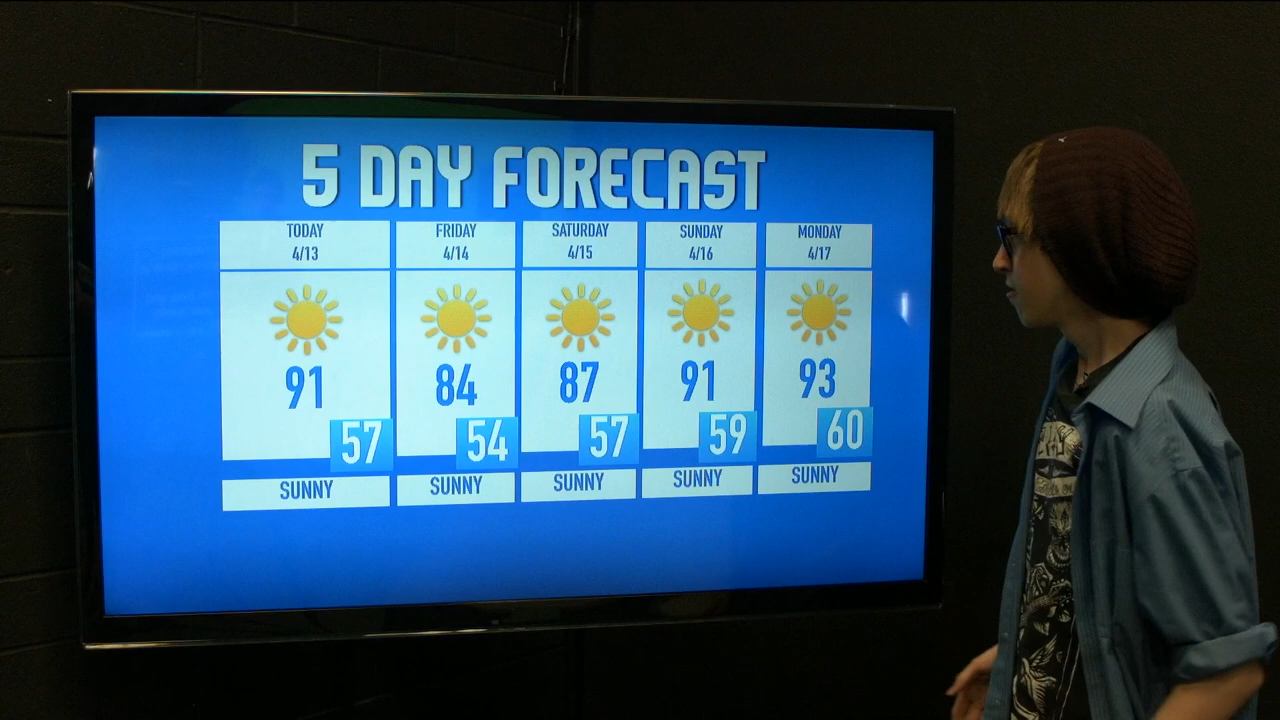 5 DAY FORECAST
TODAY
4/13
FRIDAY
4/14
SATURDAY
4/15
SUNDAY
4/16
MONDAY
4/17
91
57
84
54
87
57
91
59
93
60
SUNNY
SUNNY
SUNNY
SUNNY
SUNNY